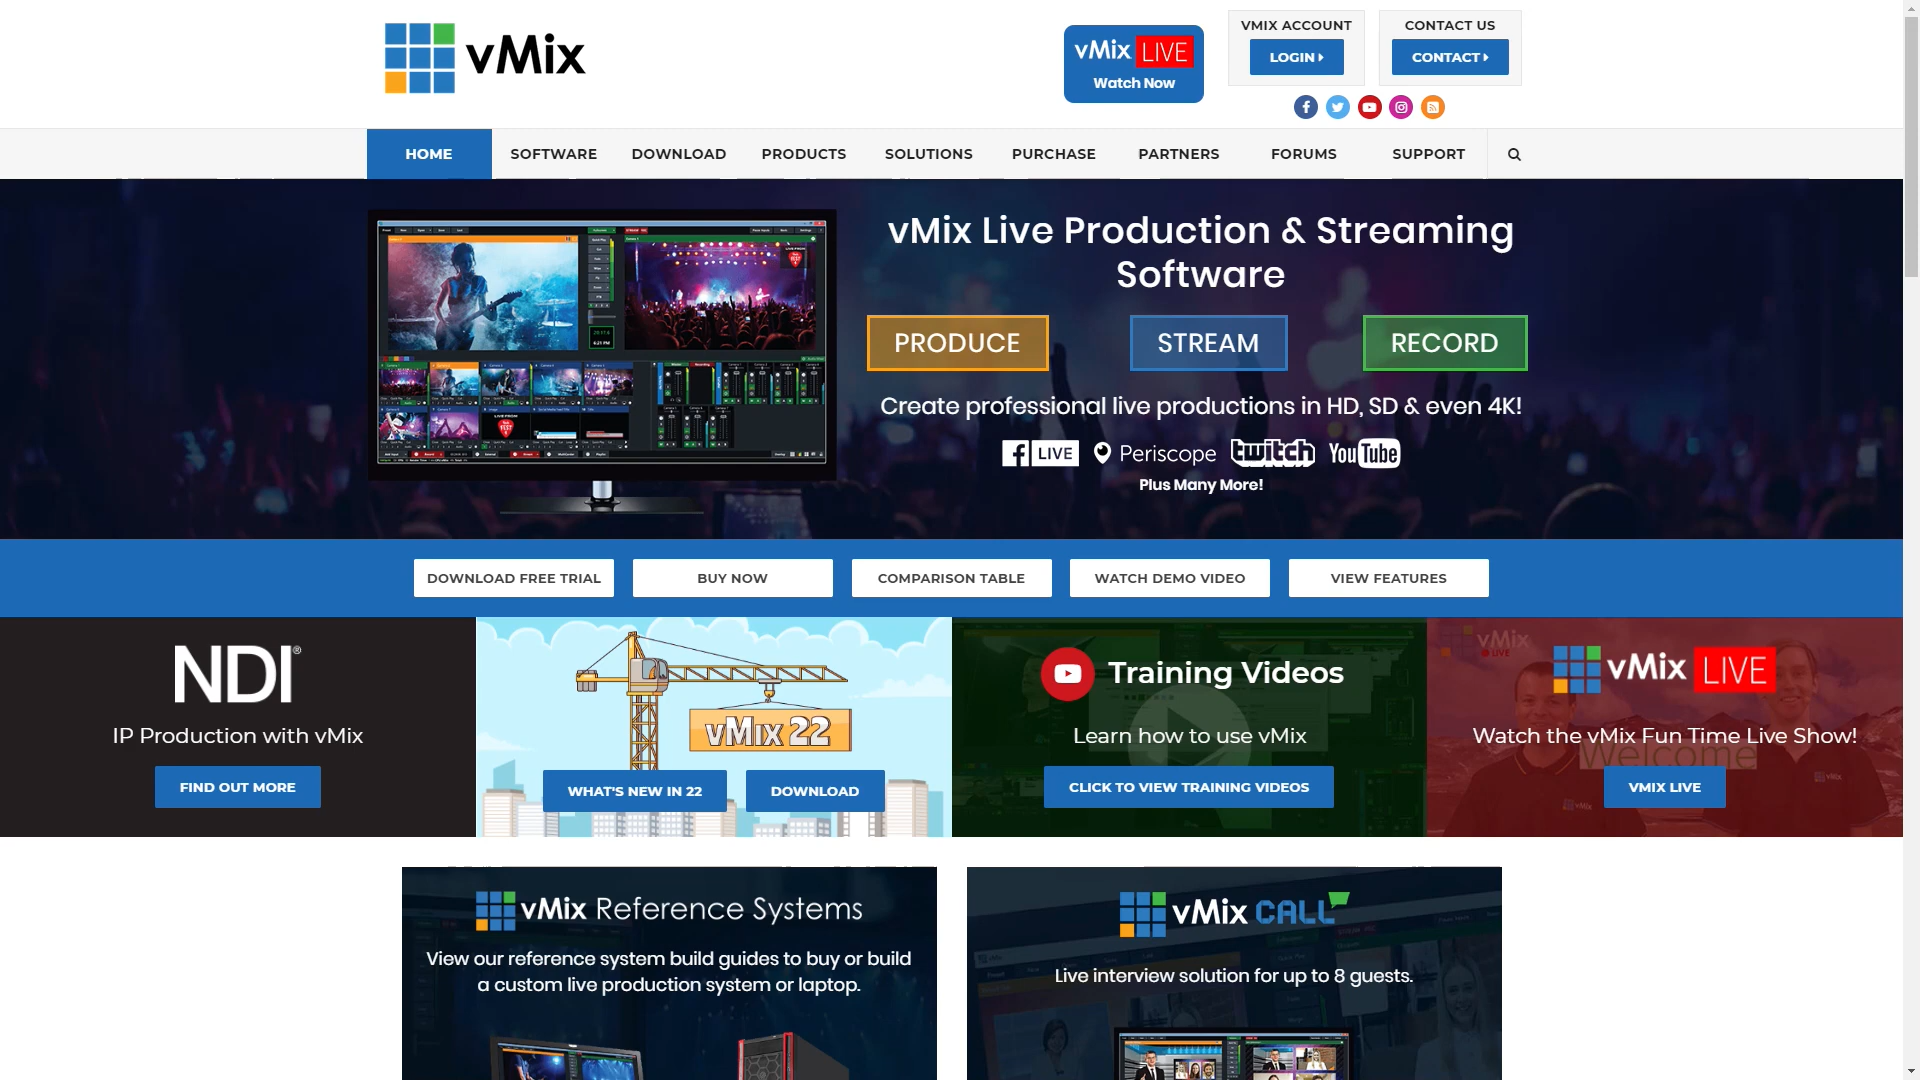 vMix
vMix LIVE
Watch Now
VMIX ACCOUNT
LOGIN
CONTACT US
CONTACT
HOME
SOFTWARE
DOWNLOAD
PRODUCTS
SOLUTIONS
PURCHASE
PARTNERS
FORUMS
SUPPORT
vMix Live Production & Streaming
Software
PRODUCE
STREAM
RECORD
Create professional live productions in HD, SD & even 4K!
LIVE
Periscope
twitch
YouTube
Plus Many More!
DOWNLOAD FREE TRIAL
BUY NOW
COMPARISON TABLE
WATCH DEMO VIDEO
VIEW FEATURES
NDI®
IP Production with vMix
FIND OUT MORE
vMix 22
WHAT'S NEW IN 22
DOWNLOAD
Training Videos
Learn how to use vMix
CLICK TO VIEW TRAINING VIDEOS
vMix LIVE
Watch the vMix Fun Time Live Show!
Welcome
VMIX LIVE
vMix Reference Systems
View our reference system build guides to buy or build
a custom live production system or laptop.
vMix CALL
Live interview solution for up to 8 guests.